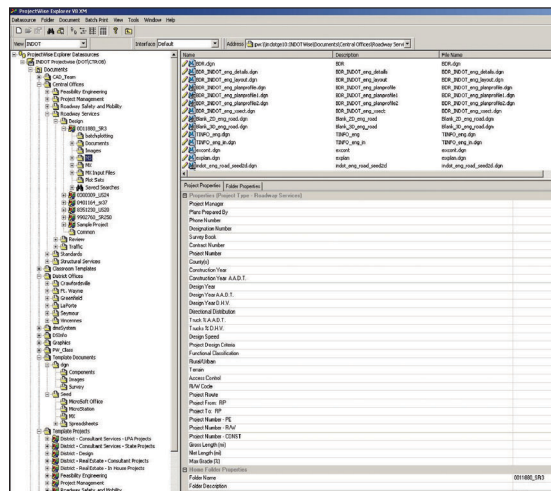 ProjectWise Explorer V8 XM
Datasource Folder Document Batch Print View Tools Window Help
View INDOT Interface Default Address
ProjectWise Explorer Datasources
INDOT Projectwise (DOT\CTROB)
Documents
CAD_Team
Central Offices
Feasibility Engineering
Project Management
Roadway Safety and Mobility
Roadway Services
Design
0011880_SR3
batchplotting
Documents
Images
MX
MX Input Files
Plot Sets
Saved Searches
0300309_US24
0401164_m37
0351230_US20
9902760_SR250
Sample Project
Common
Review
Traffic
Standards
Structural Services
Classroom Templates
District Offices
Crawfordsville
Ft. Wayne
Greenfield
LaPorte
Seymour
Vincennes
dmsSystem
DSInfo
Graphics
PW_Class
Template Documents
dgn
Components
Images
Survey
Seed
MicroSoft Office
MicroStation
MX
Spreadsheets
Template Projects
District - Consultant Services - LPA Projects
District - Consultant Services - State Projects
District - Design
District - Real Estate - Consultant Projects
District - Real Estate - In House Projects
Feasibility Engineering
Project Management
Roadway Safety and Mobility
Name Description File Name
BDR.dgn BDR BDR.dgn
BDR_INDOT_eng_details.dgn BDR_INDOT_eng_details BDR_INDOT_eng_details.dgn
BDR_INDOT_eng_layout.dgn BDR_INDOT_eng_layout BDR_INDOT_eng_layout.dgn
BDR_INDOT_eng_planprofile.dgn BDR_INDOT_eng_planprofile BDR_INDOT_eng_planprofile.dgn
BDR_INDOT_eng_planprofile1.dgn BDR_INDOT_eng_planprofile1 BDR_INDOT_eng_planprofile1.dgn
BDR_INDOT_eng_planprofile2.dgn BDR_INDOT_eng_planprofile2 BDR_INDOT_eng_planprofile2.dgn
BDR_INDOT_eng_xsect.dgn BDR_INDOT_eng_xsect BDR_INDOT_eng_xsect.dgn
Blank_2D_eng_road.dgn Blank_2D_eng_road Blank_2D_eng_road.dgn
Blank_3D_eng_road.dgn Blank_3D_eng_road Blank_3D_eng_road.dgn
TINFO_eng.dgn TINFO_eng TINFO_eng.dgn
TINFO_eng_in.dgn TINFO_eng_in TINFO_eng_in.dgn
excont.dgn excont excont.dgn
explan.dgn explan explan.dgn
indot_eng_road_seed2d.dgn indot_eng_road_seed2d indot_eng_road_seed2d.dgn
Project Properties Folder Properties
Properties (Project Type - Roadway Services)
Project Manager
Plans Prepared By
Phone Number
Designation Number
Survey Book
Contract Number
Project Number
County(s)
Construction Year
Construction Year A.A.D.T.
Design Year
Design Year A.A.D.T.
Design Year D.H.V.
Directional Distribution
Truck % A.A.D.T.
Trucks % D.H.V.
Design Speed
Project Design Criteria
Functional Classification
Rural/Urban
Terrain
Access Control
R/W Code
Project Route
Project From: RP
Project To: RP
Project Number - PE
Project Number - R/W
Project Number - CONST
Gross Length (mi)
Net Length (mi)
Max Grade (%)
Home Folder Properties
Folder Name 0011880_SR3
Folder Description